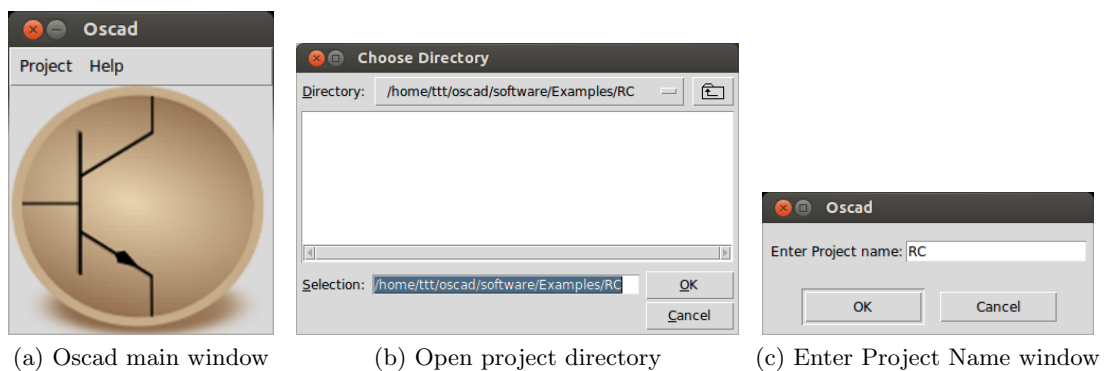 Oscad
Project Help
Choose Directory
Directory: /home/ttt/oscad/software/Examples/RC
Selection: /home/ttt/oscad/software/Examples/RC
OK
Cancel
Oscad
Enter Project name: RC
OK Cancel
(a) Oscad main window
(b) Open project directory
(c) Enter Project Name window